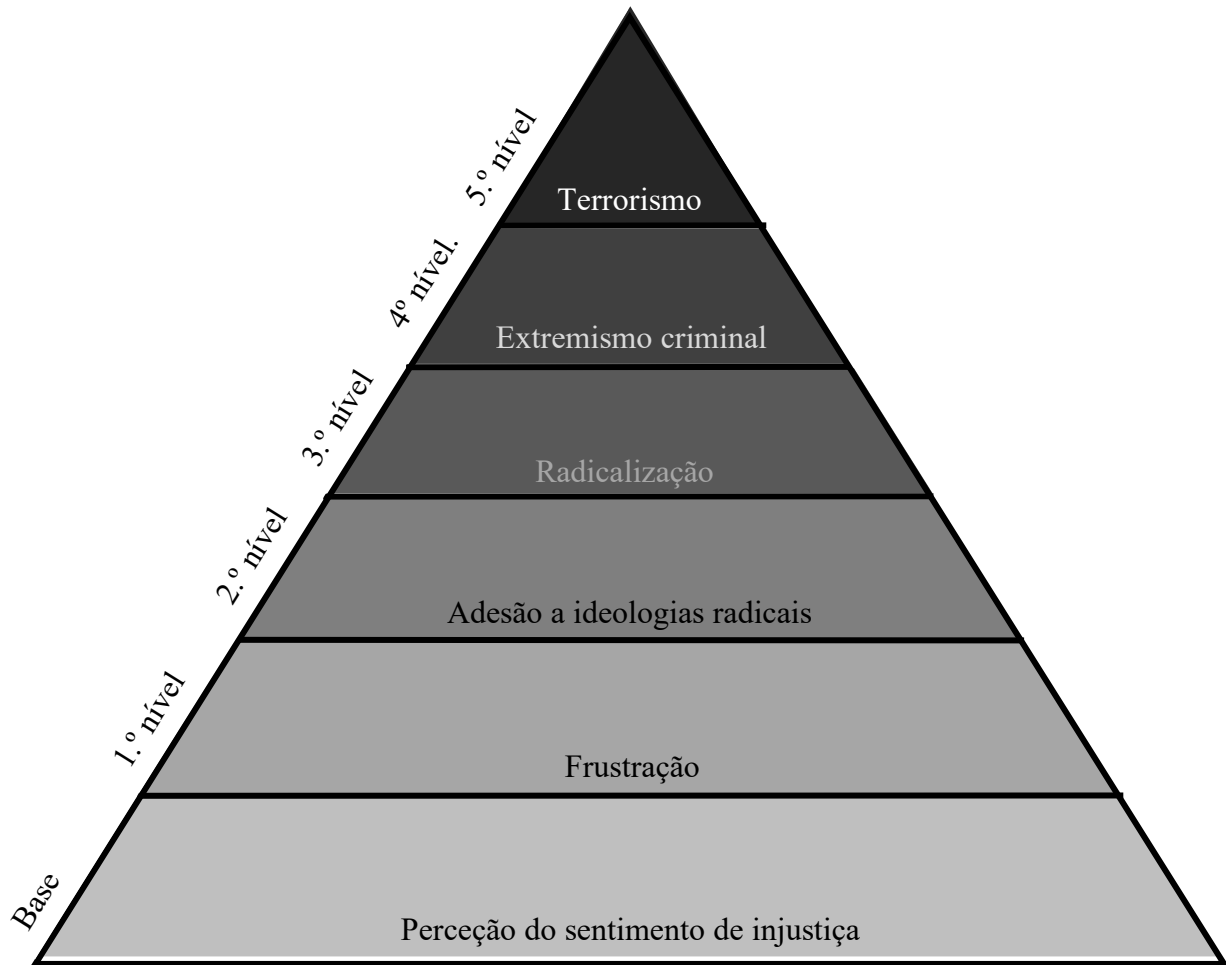 5.º nível
Terrorismo
4º nível.
Extremismo criminal
3.º nível
Radicalização
2.º nível
Adesão a ideologias radicais
1.º nível
Frustração
Base
Perceção do sentimento de injustiça